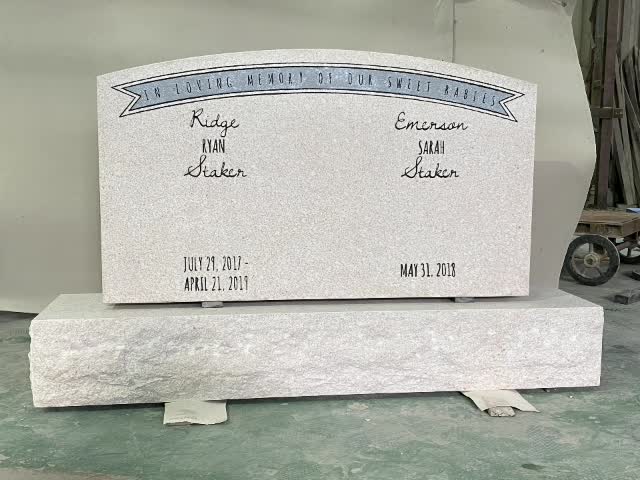 IN LOVING MEMORY OF OUR SWEET BABIES
Ridge
RYAN
Staker
JULY 29, 2017 -
APRIL 21, 2019
Emerson
SARAH
Staker
MAY 31, 2018